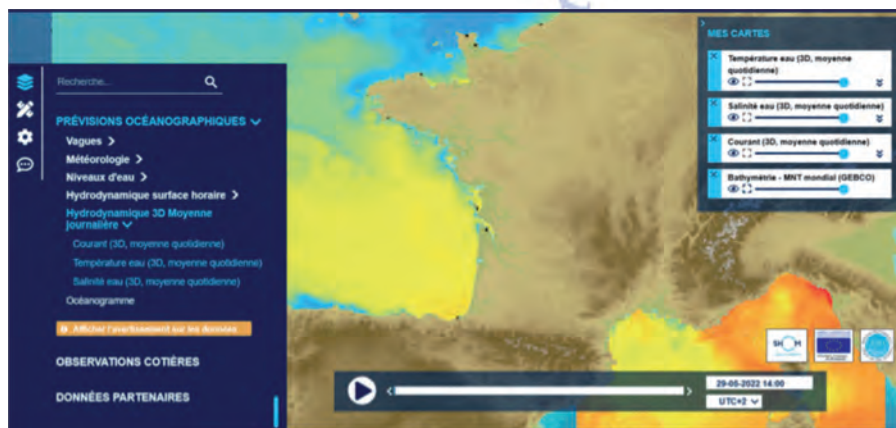 Recherche...
PRÉVISIONS OCÉANOGRAPHIQUES
Vagues
Météorologie
Niveaux d'eau
Hydrodynamique surface horaire
Hydrodynamique 3D Moyenne
journalière
Courant (3D, moyenne quotidienne)
Température eau (3D, moyenne quotidienne)
Salinité eau (3D, moyenne quotidienne)
Océanogramme
Afficher l'avertissement sur les données
OBSERVATIONS COTIÈRES
DONNÉES PARTENAIRES
MES CARTES
Température eau (3D, moyenne
quotidienne)
Salinité eau (3D, moyenne quotidienne)
Courant (3D, moyenne quotidienne)
Bathymétrie - MNT mondial (GEBCO)
29-05-2022 14:00
UTC+2